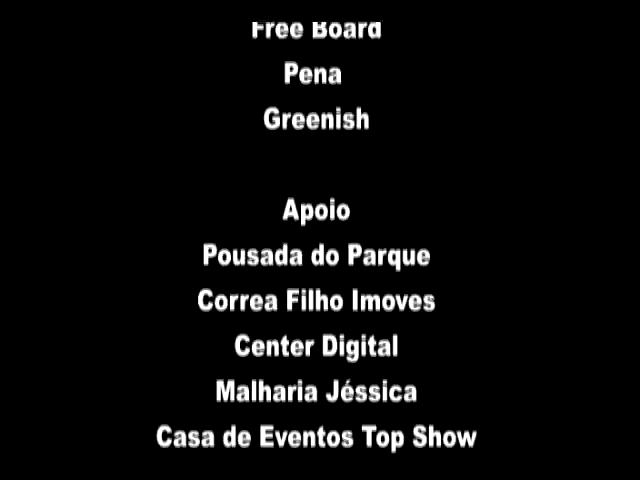 Free Board
Pena
Greenish
Apoio
Pousada do Parque
Correa Filho Imoves
Center Digital
Malharia Jéssica
Casa de Eventos Top Show